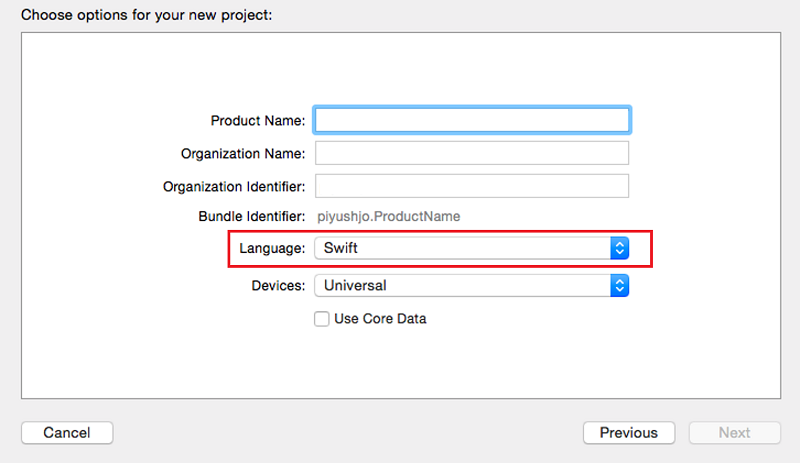 Choose options for your new project:
Product Name:
Organization Name:
Organization Identifier:
Bundle Identifier: piyushjo.ProductName
Language: Swift
Devices: Universal
Use Core Data
Cancel Previous Next